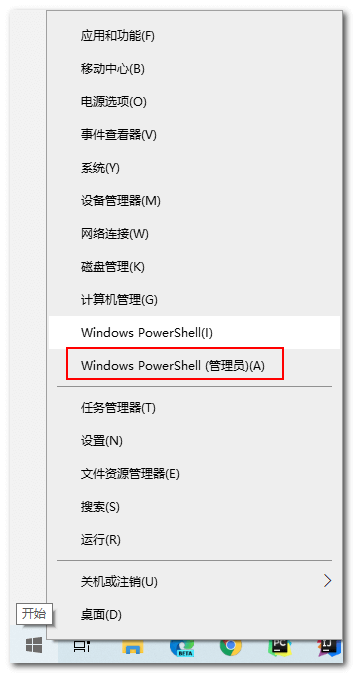 应用和功能(F)
移动中心(B)
电源选项(O)
事件查看器(V)
系统(Y)
设备管理器(M)
网络连接(W)
磁盘管理(K)
计算机管理(G)
Windows PowerShell(I)
Windows PowerShell (管理员)(A)
任务管理器(T)
设置(N)
文件资源管理器(E)
搜索(S)
运行(R)
关机或注销(U)
桌面(D)
开始
BETA
PC
IJ